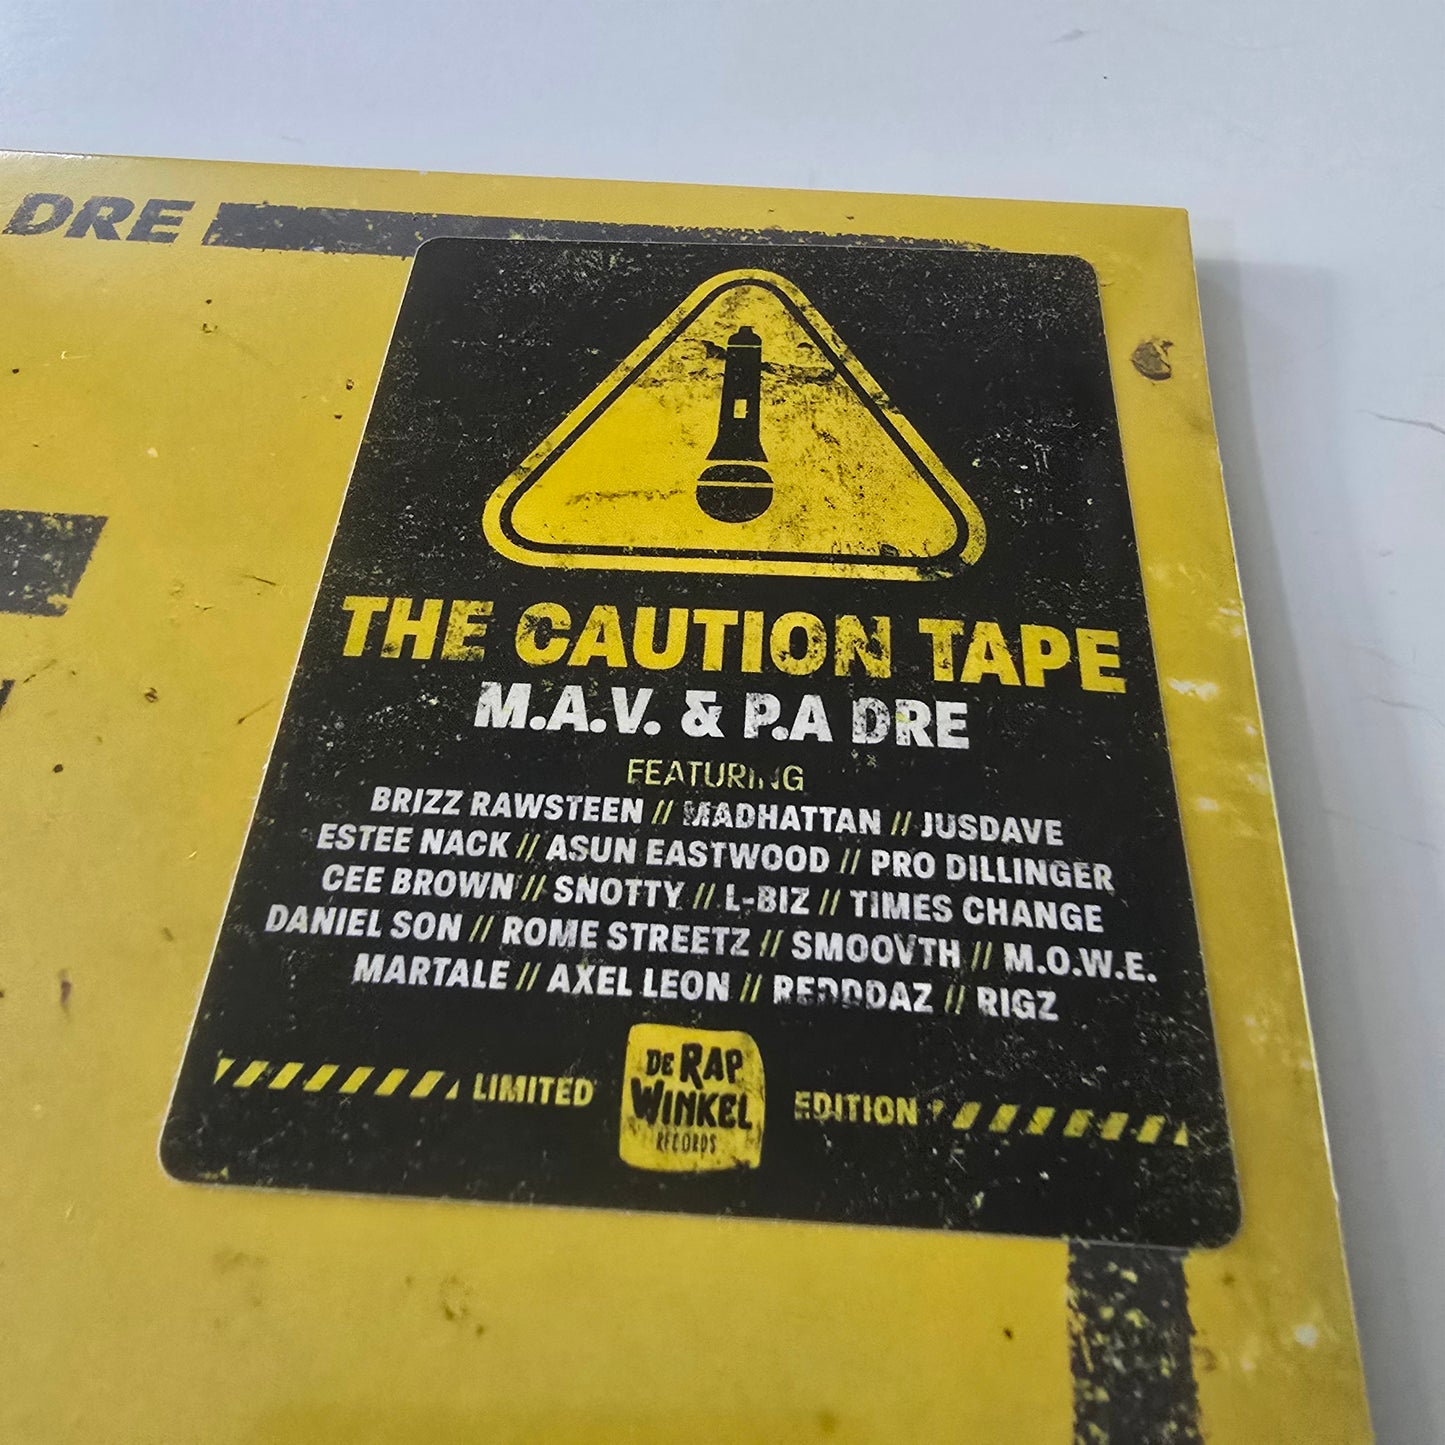 DRE
THE CAUTION TAPE
M.A.V. & P.A DRE
FEATURING
BRIZZ RAWSTEEN // MADHATTAN // JUSDAVE
ESTEE NACK // ASUN EASTWOOD // PRO DILLINGER
CEE BROWN // SNOTTY // L-BIZ // TIMES CHANGE
DANIEL SON // ROME STREETZ // SMOOVTH // M.O.W.E.
MARTALE // AXEL LEON // REDDDAZ // RIGZ
LIMITED
DE RAP
WINKEL
RECORDS
EDITION